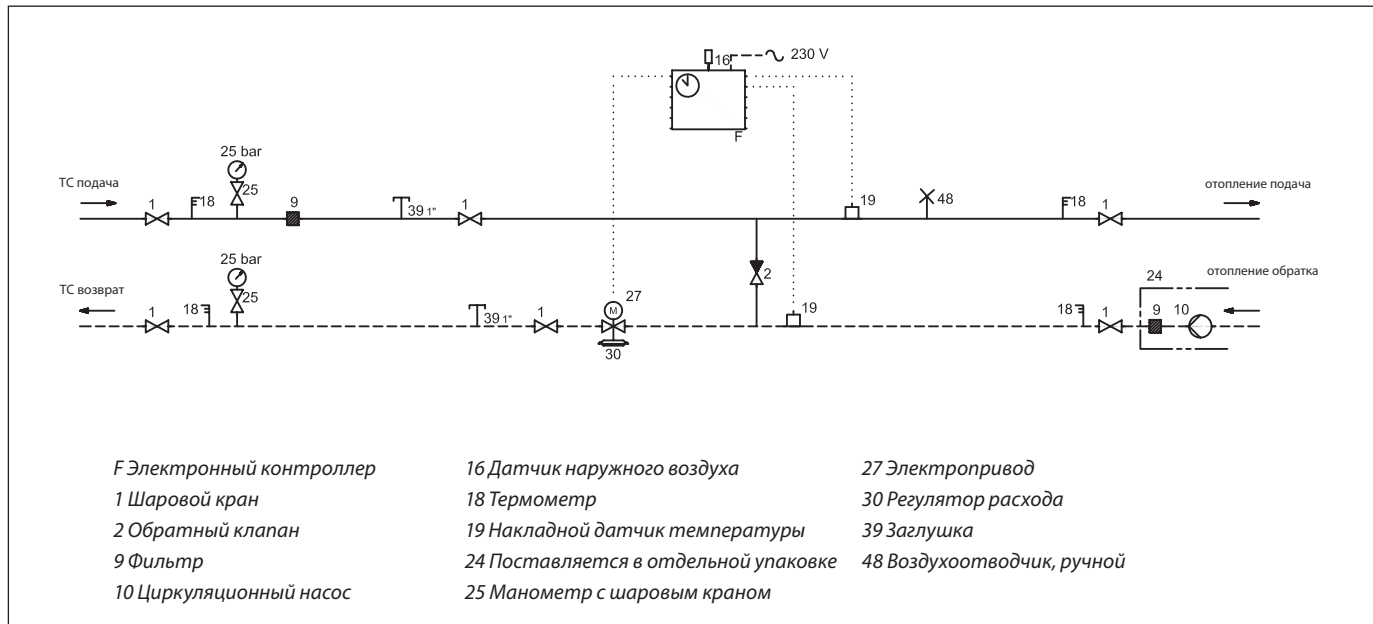 16 230 V
F
25 bar
ТС подача
отопление подача
1 18 25 9 39 1" 1 19 48 18 1
25 bar
ТС возврат
отопление обратка
2 24
1 18 25 39 1" 1 27 M 30 19 18 1 9 10
F Электронный контроллер
1 Шаровой кран
2 Обратный клапан
9 Фильтр
10 Циркуляционный насос
16 Датчик наружного воздуха
18 Термометр
19 Накладной датчик температуры
24 Поставляется в отдельной упаковке
25 Манометр с шаровым краном
27 Электропривод
30 Регулятор расхода
39 Заглушка
48 Воздухоотводчик, ручной